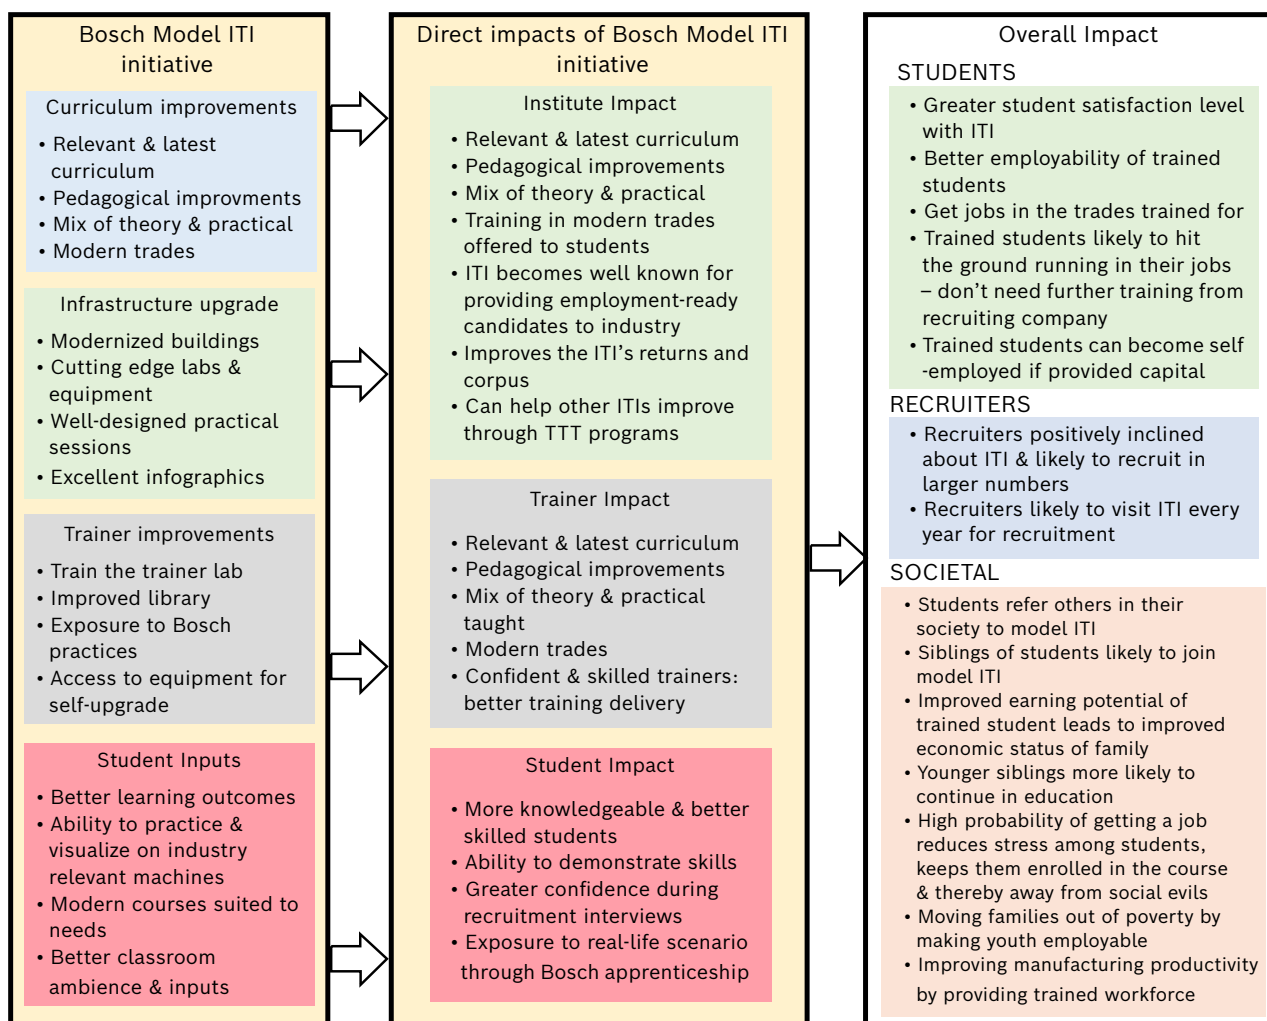 Bosch Model ITI
initiative
Curriculum improvements
• Relevant & latest
curriculum
• Pedagogical improvments
• Mix of theory & practical
• Modern trades
Infrastructure upgrade
• Modernized buildings
• Cutting edge labs &
equipment
• Well-designed practical
sessions
• Excellent infographics
Trainer improvements
• Train the trainer lab
• Improved library
• Exposure to Bosch
practices
• Access to equipment for
self-upgrade
Student Inputs
• Better learning outcomes
• Ability to practice &
visualize on industry
relevant machines
• Modern courses suited to
needs
• Better classroom
ambience & inputs
Direct impacts of Bosch Model ITI
initiative
Institute Impact
• Relevant & latest curriculum
• Pedagogical improvements
• Mix of theory & practical
• Training in modern trades
offered to students
• ITI becomes well known for
providing employment-ready
candidates to industry
• Improves the ITI’s returns and
corpus
• Can help other ITIs improve
through TTT programs
Trainer Impact
• Relevant & latest curriculum
• Pedagogical improvements
• Mix of theory & practical
taught
• Modern trades
• Confident & skilled trainers:
better training delivery
Student Impact
• More knowledgeable & better
skilled students
• Ability to demonstrate skills
• Greater confidence during
recruitment interviews
• Exposure to real-life scenario
through Bosch apprenticeship
Overall Impact
STUDENTS
• Greater student satisfaction level
with ITI
• Better employability of trained
students
• Get jobs in the trades trained for
• Trained students likely to hit
the ground running in their jobs
– don’t need further training from
recruiting company
• Trained students can become self
-employed if provided capital
RECRUITERS
• Recruiters positively inclined
about ITI & likely to recruit in
larger numbers
• Recruiters likely to visit ITI every
year for recruitment
SOCIETAL
• Students refer others in their
society to model ITI
• Siblings of students likely to join
model ITI
• Improved earning potential of
trained student leads to improved
economic status of family
• Younger siblings more likely to
continue in education
• High probability of getting a job
reduces stress among students,
keeps them enrolled in the course
& thereby away from social evils
• Moving families out of poverty by
making youth employable
• Improving manufacturing productivity
by providing trained workforce